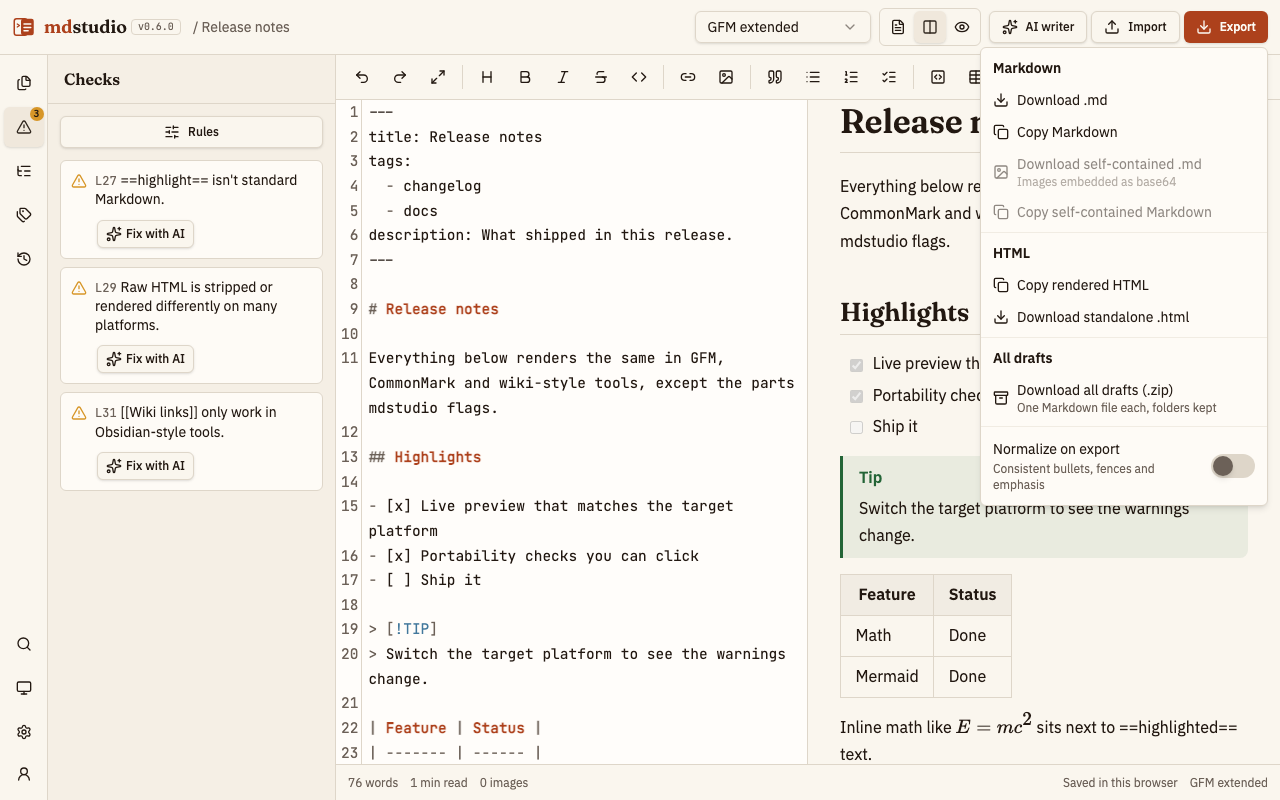 mdstudio v0.6.0 / Release notes
GFM extended
AI writer
Import
Export
Checks
3
Rules
L27 ==highlight== isn't standard
Markdown.
Fix with AI
L29 Raw HTML is stripped or
rendered differently on many
platforms.
Fix with AI
L31 [[Wiki links]] only work in
Obsidian-style tools.
Fix with AI
1 ---
2 title: Release notes
3 tags:
4   - changelog
5   - docs
6 description: What shipped in this release.
7 ---
8
9 # Release notes
10
11 Everything below renders the same in GFM,
CommonMark and wiki-style tools, except the parts
mdstudio flags.
12
13 ## Highlights
14
15 - [x] Live preview that matches the target
platform
16 - [x] Portability checks you can click
17 - [ ] Ship it
18
19 > [!TIP]
20 > Switch the target platform to see the warnings
change.
21
22 | Feature | Status |
23 | ------- | ------ |
Release
Everything below
CommonMark and
mdstudio flags.
Highlights
Live preview
Portability
Ship it
Tip
Switch the target platform to see the warnings
change.
Feature Status
Math Done
Mermaid Done
Inline math like E = mc² sits next to ==highlighted==
text.
Markdown
Download .md
Copy Markdown
Download self-contained .md
Images embedded as base64
Copy self-contained Markdown
HTML
Copy rendered HTML
Download standalone .html
All drafts
Download all drafts (.zip)
One Markdown file each, folders kept
Normalize on export
Consistent bullets, fences and
emphasis
76 words 1 min read 0 images
Saved in this browser GFM extended